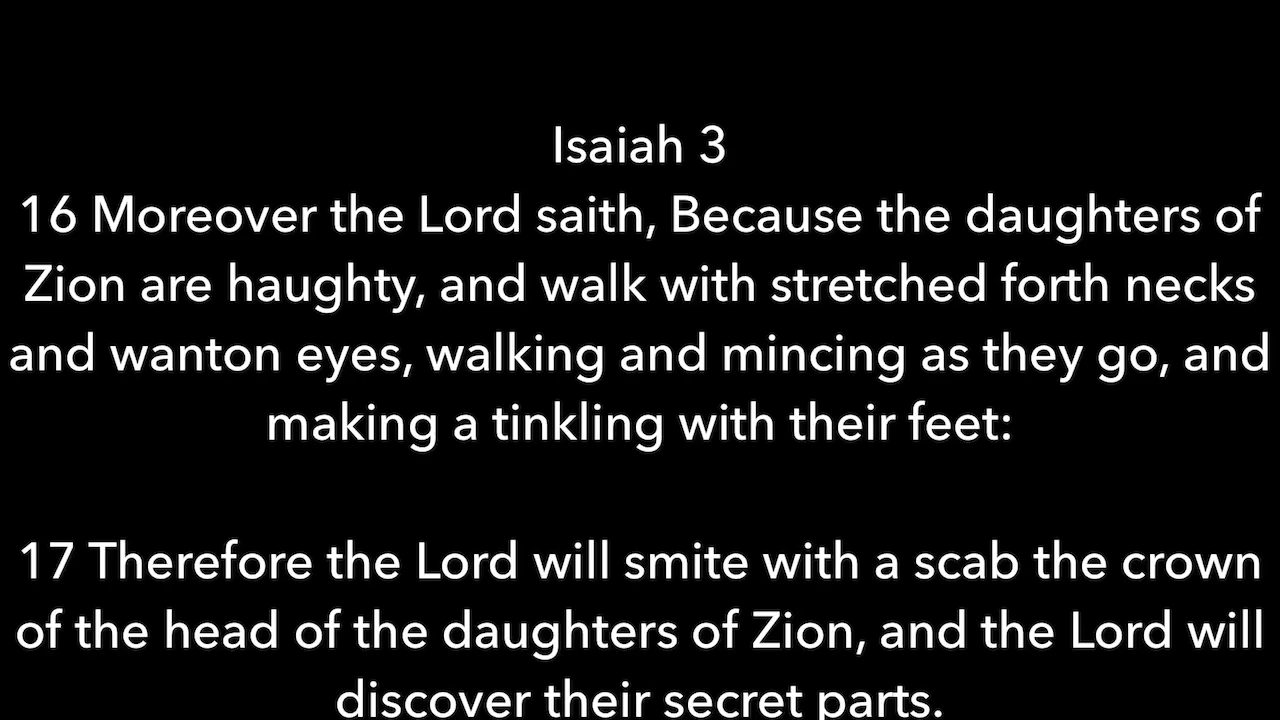 Isaiah 3
16 Moreover the Lord saith, Because the daughters of
Zion are haughty, and walk with stretched forth necks
and wanton eyes, walking and mincing as they go, and
making a tinkling with their feet:
17 Therefore the Lord will smite with a scab the crown
of the head of the daughters of Zion, and the Lord will
discover their secret parts.